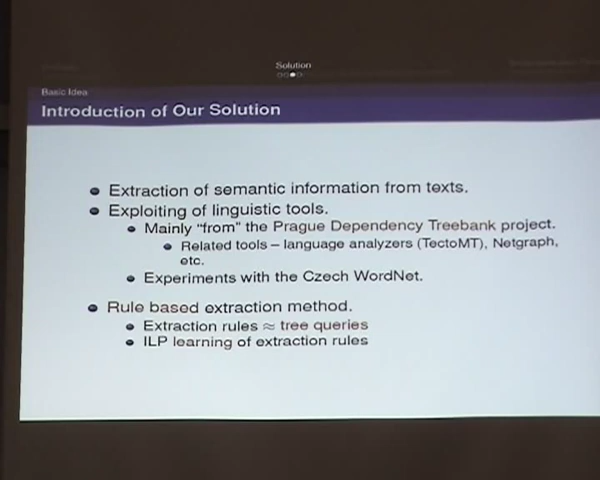 Solution
Basic Idea
Introduction of Our Solution
Extraction of semantic information from texts.
Exploiting of linguistic tools.
Mainly "from" the Prague Dependency Treebank project.
Related tools – language analyzers (TectoMT), Netgraph,
etc.
Experiments with the Czech WordNet.
Rule based extraction method.
Extraction rules ≈ tree queries
ILP learning of extraction rules